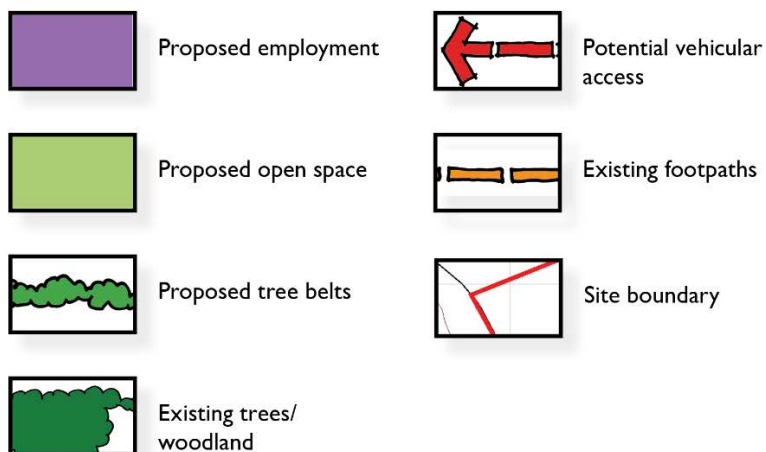 Proposed employment
Proposed open space
Proposed tree belts
Existing trees/
woodland
Potential vehicular
access
Existing footpaths
Site boundary